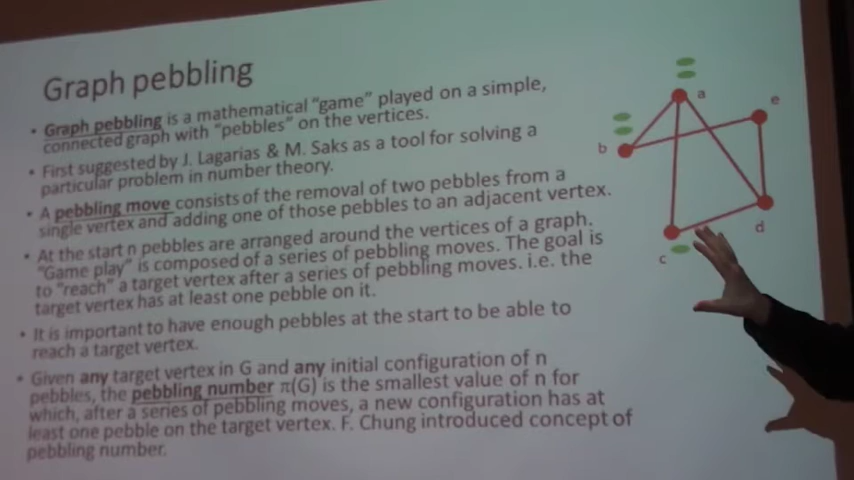 Graph pebbling
• Graph pebbling is a mathematical “game” played on a simple,
connected graph with “pebbles” on the vertices.
• First suggested by J. Lagarias & M. Saks as a tool for solving a
particular problem in number theory.
• A pebbling move consists of the removal of two pebbles from a
single vertex and adding one of those pebbles to an adjacent vertex.
• At the start n pebbles are arranged around the vertices of a graph.
“Game play” is composed of a series of pebbling moves. The goal is
to “reach” a target vertex after a series of pebbling moves. i.e. the
target vertex has at least one pebble on it.
• It is important to have enough pebbles at the start to be able to
reach a target vertex.
• Given any target vertex in G and any initial configuration of n
pebbles, the pebbling number π(G) is the smallest value of n for
which, after a series of pebbling moves, a new configuration has at
least one pebble on the target vertex. F. Chung introduced concept of
pebbling number.
a
e
b
d
c